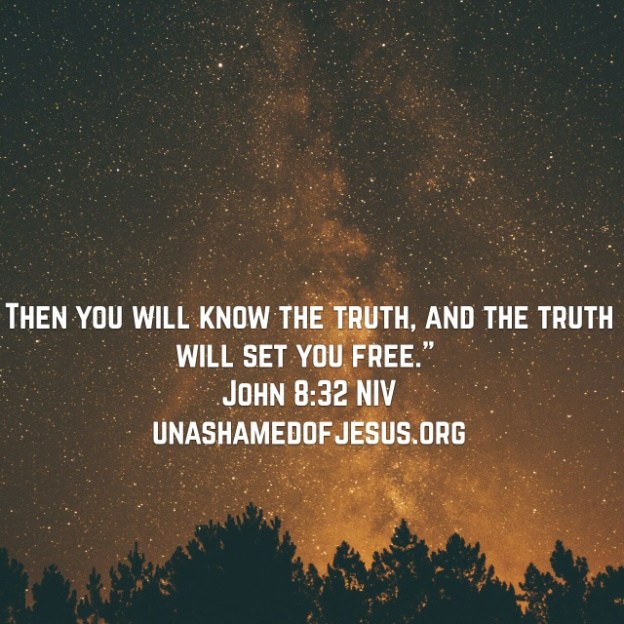 Then you will know the truth, and the truth
will set you free.”
John 8:32 NIV
unashamedofjesus.org